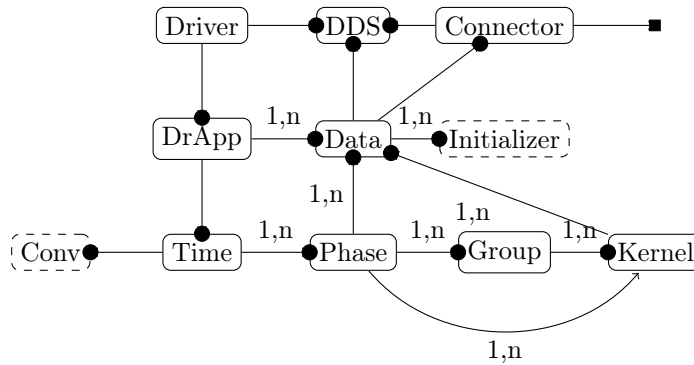 Driver DDS Connector
1,n 1,n
DrApp Data Initializer
1,n 1,n
1,n 1,n 1,n
Conv Time Phase Group Kernel
1,n